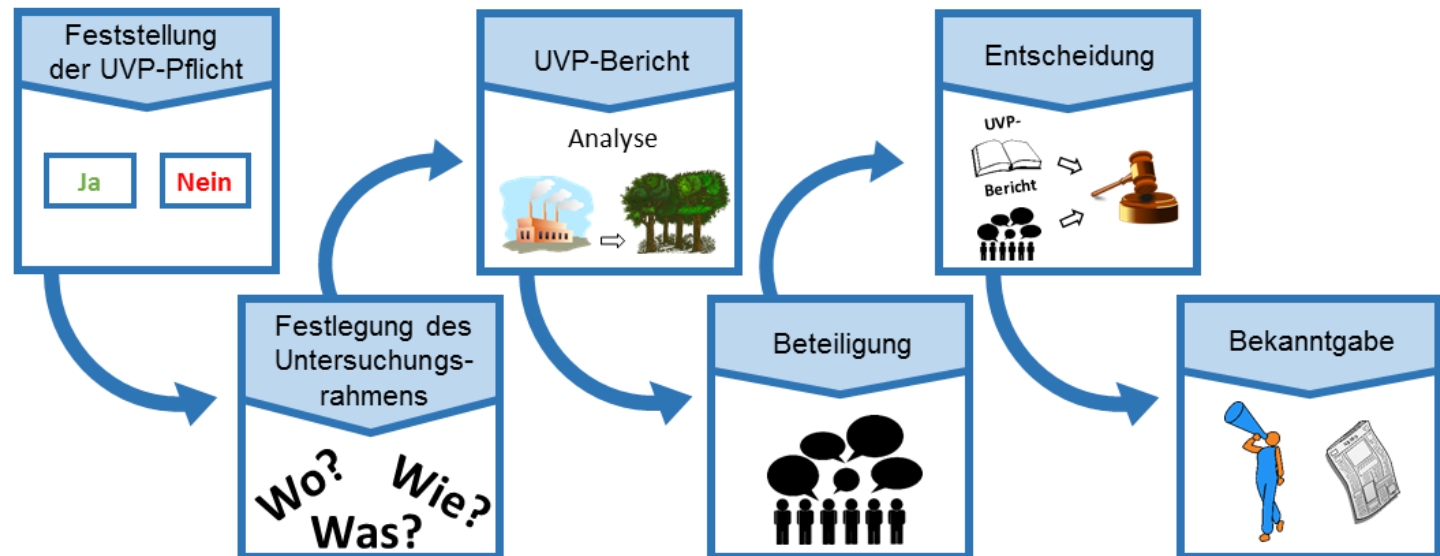 Feststellung
der UVP-Pflicht
Ja
Nein
Festlegung des
Untersuchungs-
rahmens
Wo?
Wie?
Was?
UVP-Bericht
Analyse
Beteiligung
Entscheidung
UVP-
Bericht
Bekanntgabe